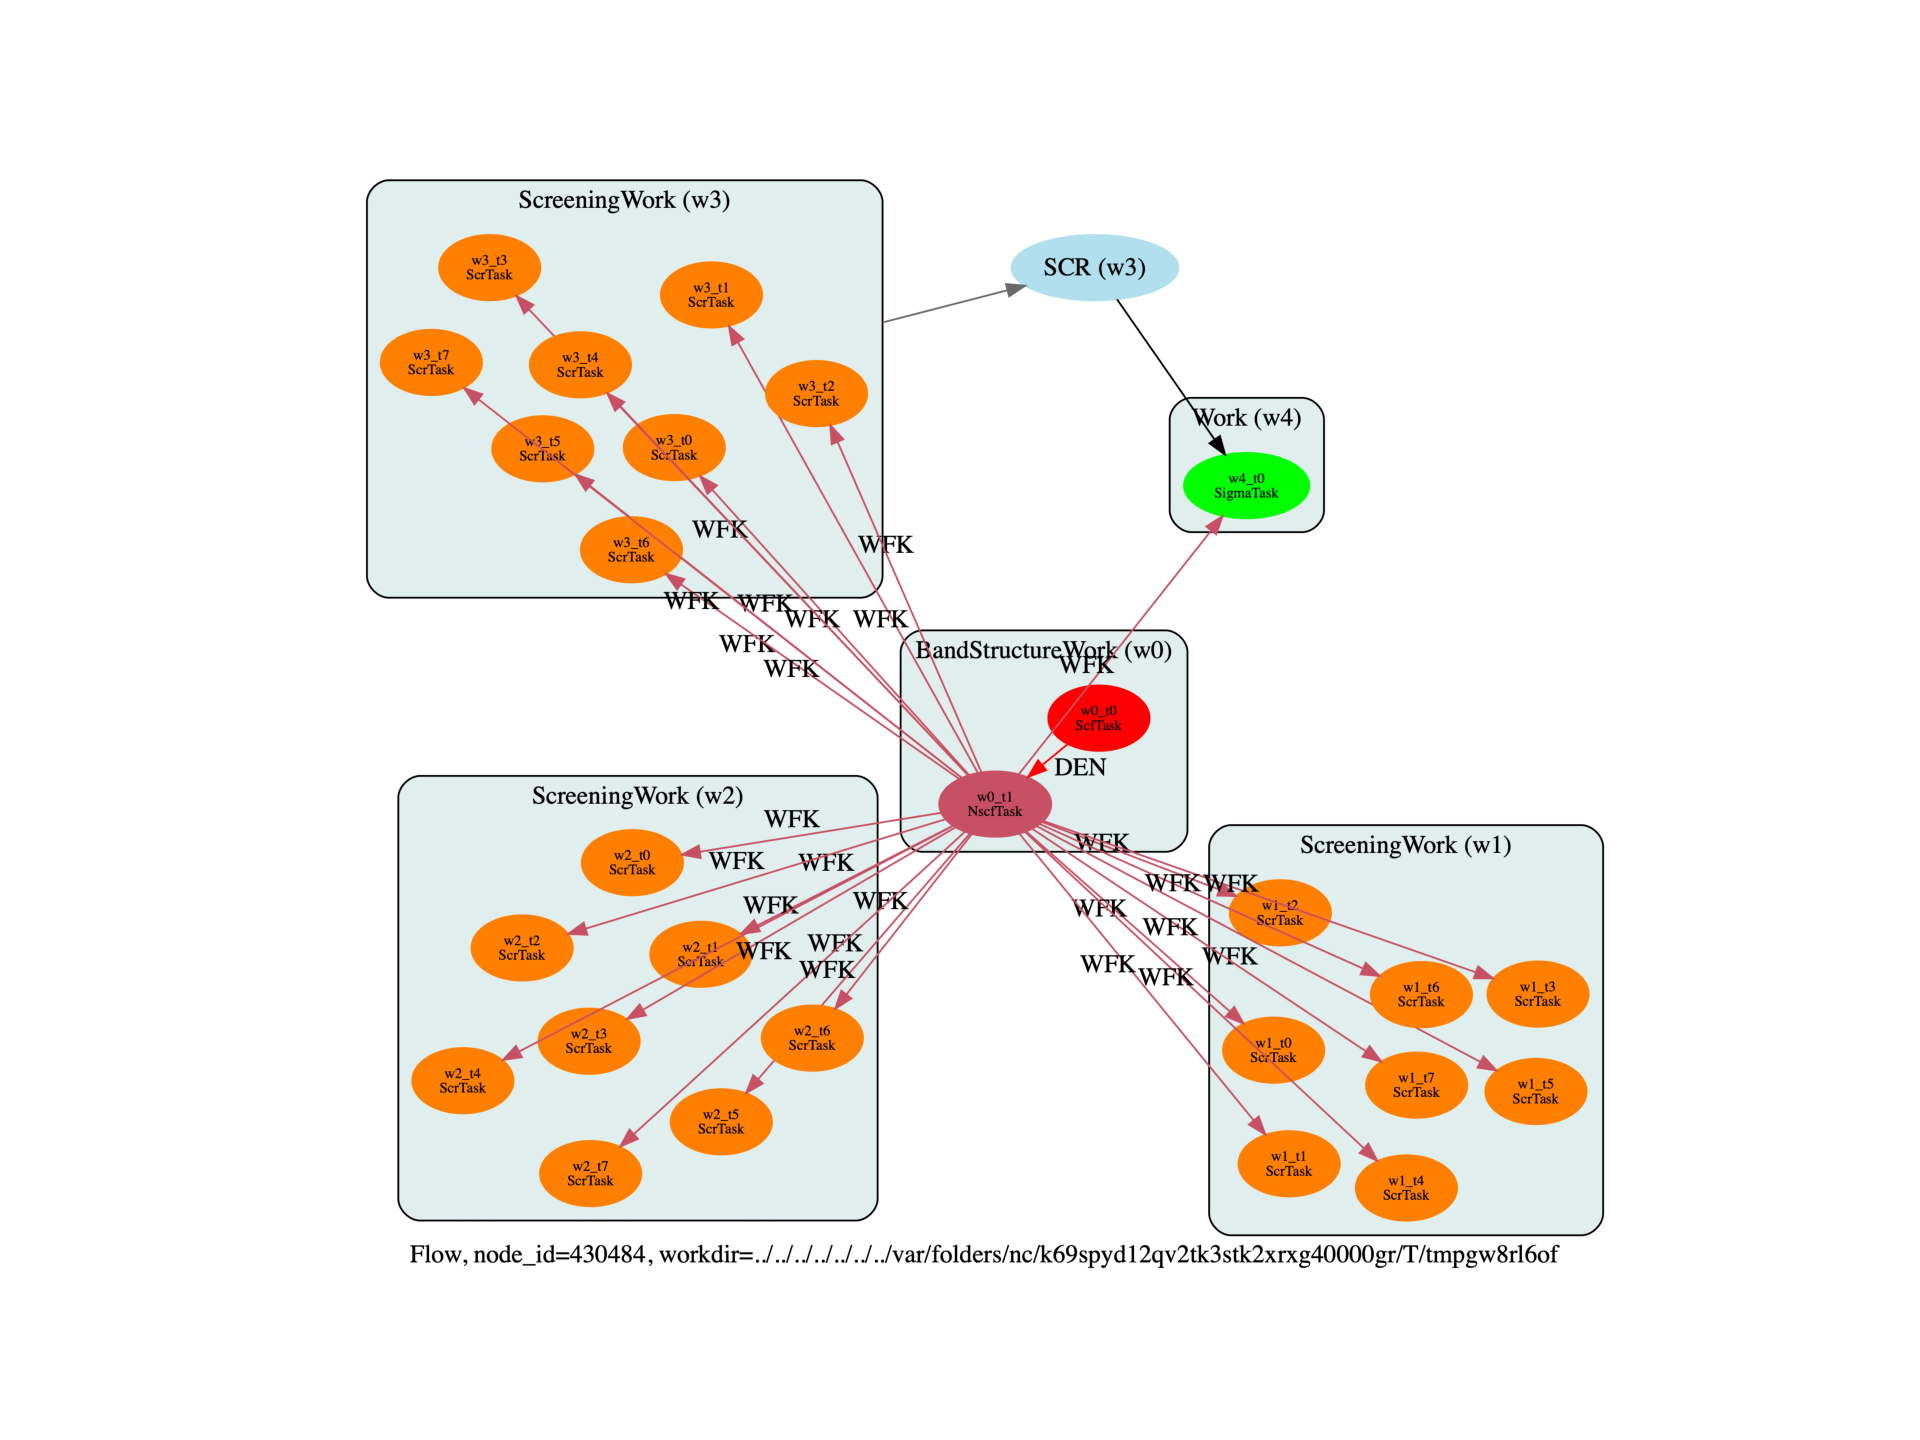 ScreeningWork (w3)
w3_t3
ScrTask
w3_t1
ScrTask
w3_t7
ScrTask
w3_t4
ScrTask
w3_t2
ScrTask
w3_t5
ScrTask
w3_t0
ScrTask
w3_t6
ScrTask
SCR (w3)
Work (w4)
w4_t0
SigmaTask
WFK
WFK
WFK
WFK
WFK
WFK
WFK
WFK
BandStructureWork (w0)
WFK
w0_t0
ScfTask
DEN
w0_t1
NscfTask
ScreeningWork (w2)
WFK
WFK
WFK
WFK
WFK
WFK
WFK
WFK
w2_t0
ScrTask
w2_t2
ScrTask
w2_t1
ScrTask
w2_t3
ScrTask
w2_t6
ScrTask
w2_t4
ScrTask
w2_t5
ScrTask
w2_t7
ScrTask
ScreeningWork (w1)
WFK
WFK
WFK
WFK
WFK
WFK
WFK
WFK
w1_t2
ScrTask
w1_t6
ScrTask
w1_t3
ScrTask
w1_t0
ScrTask
w1_t7
ScrTask
w1_t5
ScrTask
w1_t1
ScrTask
w1_t4
ScrTask
Flow, node_id=430484, workdir=../../../../../../../var/folders/nc/k69spyd12qv2tk3stk2xrxg40000gr/T/tmpgw8rl6of